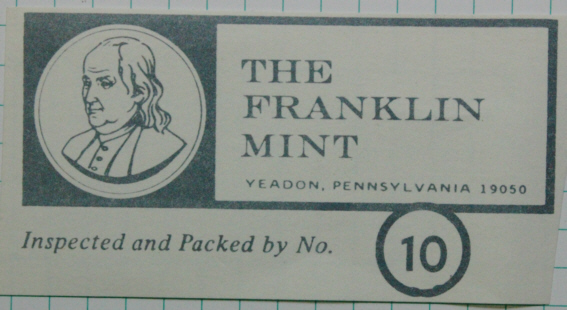 THE
FRANKLIN
MINT
YEADON, PENNSYLVANIA 19050
Inspected and Packed by No.
10